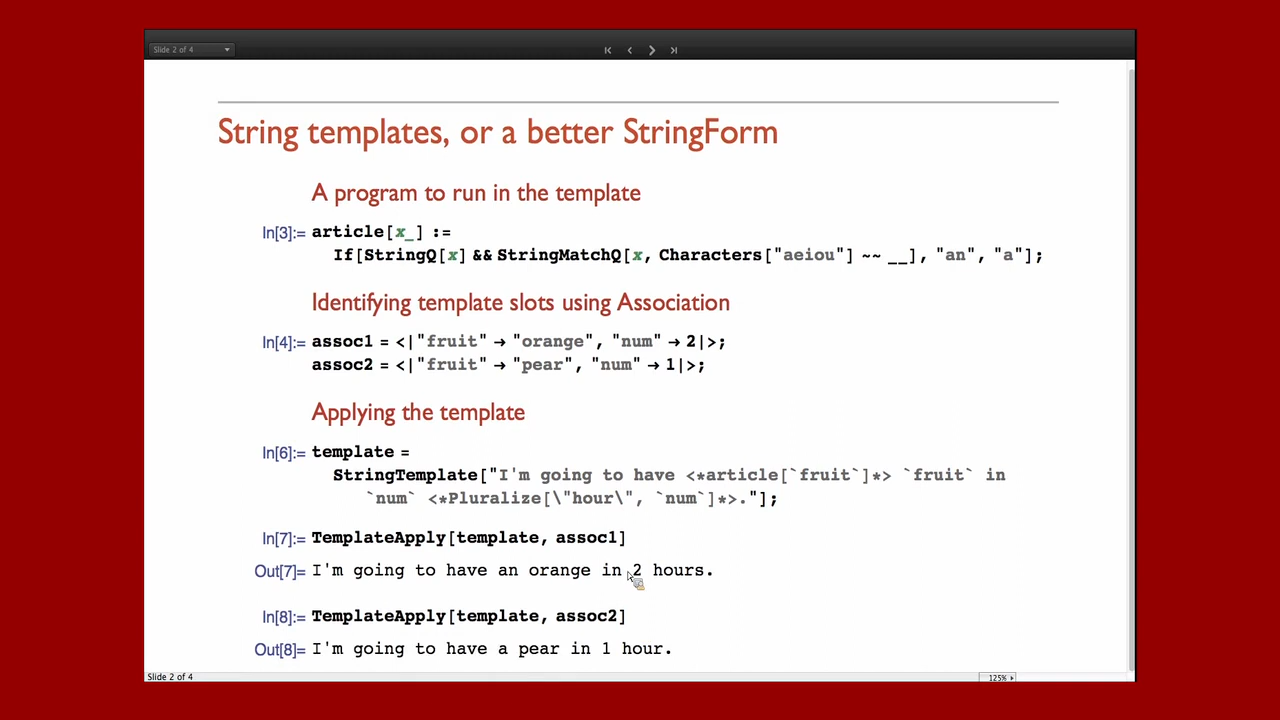 Slide 2 of 4
String templates, or a better StringForm
A program to run in the template
In[3]:= article[x_] :=
If[StringQ[x] && StringMatchQ[x, Characters["aeiou"] ~~ __], "an", "a"];
Identifying template slots using Association
In[4]:= assoc1 = <|"fruit" → "orange", "num" → 2|>;
assoc2 = <|"fruit" → "pear", "num" → 1|>;
Applying the template
In[6]:= template =
StringTemplate["I'm going to have <*article[`fruit`]*> `fruit` in
`num` <*Pluralize[\"hour\", `num`]*>."];
In[7]:= TemplateApply[template, assoc1]
Out[7]= I'm going to have an orange in 2 hours.
In[8]:= TemplateApply[template, assoc2]
Out[8]= I'm going to have a pear in 1 hour.
Slide 2 of 4
125%